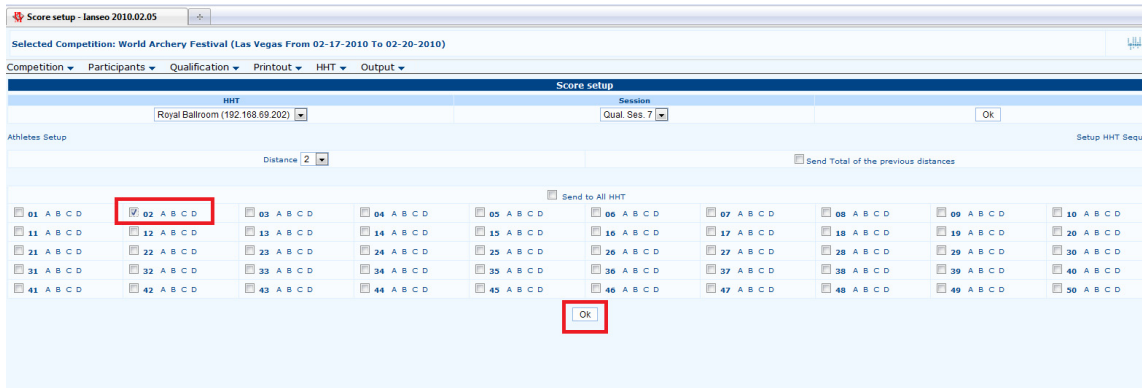 Score setup - Ianseo 2010.02.05
Selected Competition: World Archery Festival (Las Vegas From 02-17-2010 To 02-20-2010)
Competition Participants Qualification Printout HHT Output
Score setup
HHT Session
Royal Ballroom (192.168.69.202) Qual. Ses. 7 Ok
Athletes Setup Setup HHT Sequ
Distance 2 Send Total of the previous distances
Send to All HHT
01 A B C D 02 A B C D 03 A B C D 04 A B C D 05 A B C D 06 A B C D 07 A B C D 08 A B C D 09 A B C D 10 A B C D
11 A B C D 12 A B C D 13 A B C D 14 A B C D 15 A B C D 16 A B C D 17 A B C D 18 A B C D 19 A B C D 20 A B C D
21 A B C D 22 A B C D 23 A B C D 24 A B C D 25 A B C D 26 A B C D 27 A B C D 28 A B C D 29 A B C D 30 A B C D
31 A B C D 32 A B C D 33 A B C D 34 A B C D 35 A B C D 36 A B C D 37 A B C D 38 A B C D 39 A B C D 40 A B C D
41 A B C D 42 A B C D 43 A B C D 44 A B C D 45 A B C D 46 A B C D 47 A B C D 48 A B C D 49 A B C D 50 A B C D
Ok